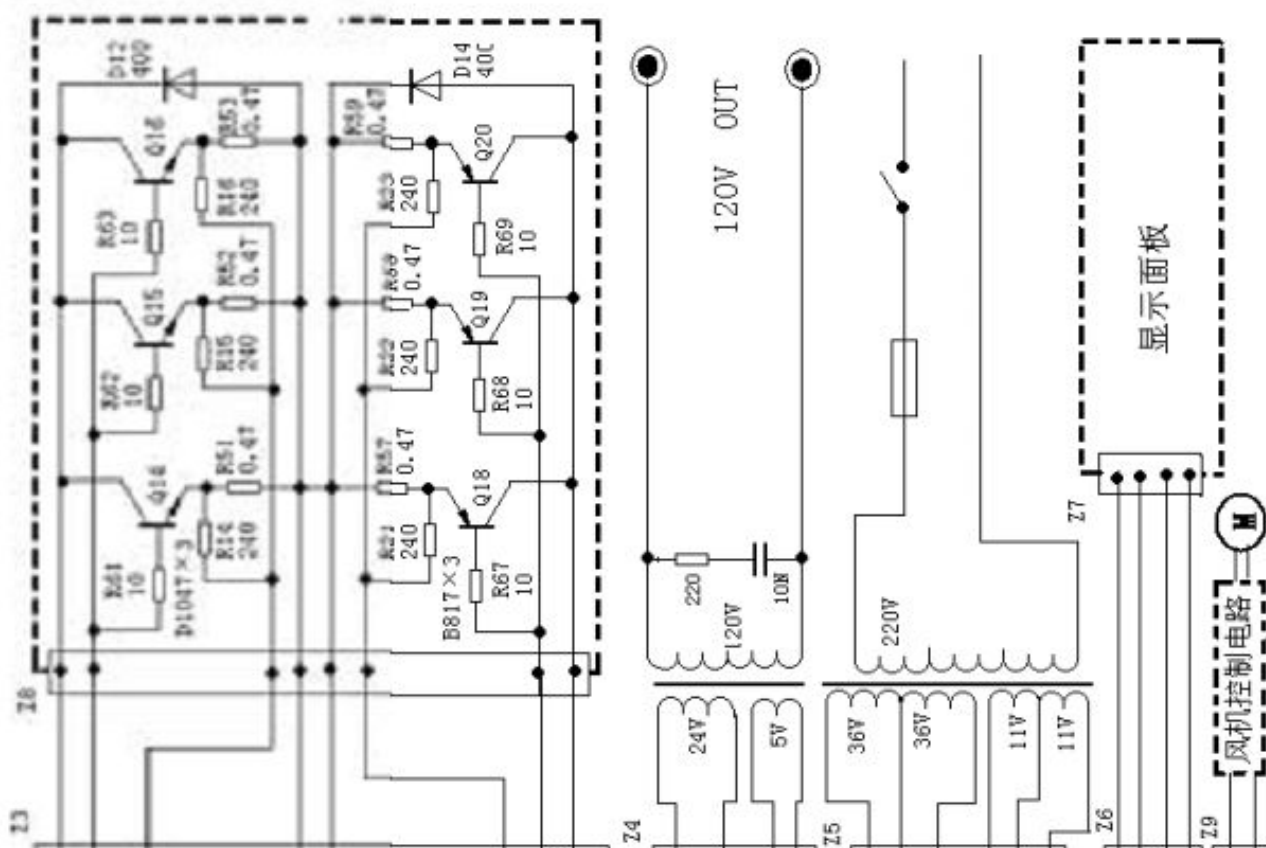 D12
400
D14
400
Q16
R53
0.47
R59
0.47
Q20
R16
240
R23
240
R63
10
R69
10
R52
0.47
Q15
0.47
Q19
R15
240
R22
240
R62
10
R68
10
R51
0.47
Q14
R57
0.47
Q18
R14
240
R21
240
R61
10
D1047×3
B817×3
R67
10
Z8
Z3
120V OUT
220
10N
120V
24V
5V
Z4
220V
36V
36V
11V
11V
Z5
显示面板
Z7
M
风机控制电路
Z6
Z9